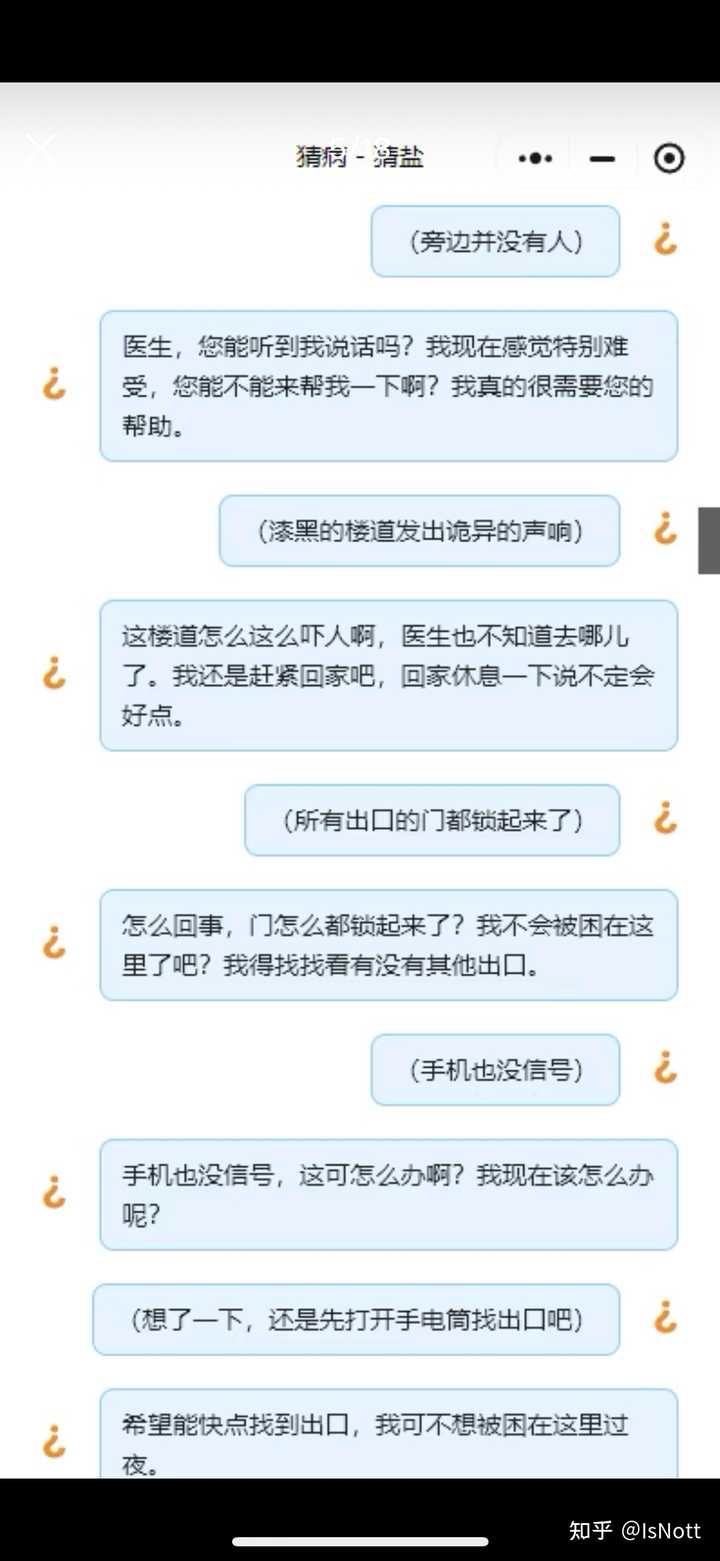 猜病 - 猜盐
（旁边并没有人）
医生，您能听到我说话吗？我现在感觉特别难
受，您能不能来帮我一下啊？我真的很需要您的
帮助。
（漆黑的楼道发出诡异的声响）
这楼道怎么这么吓人啊，医生也不知道去哪儿
了。我还是赶紧回家吧，回家休息一下说不定会
好点。
（所有出口的门都锁起来了）
怎么回事，门怎么都锁起来了？我不会被困在这
里了吧？我得找找看有没有其他出口。
（手机也没信号）
手机也没信号，这可怎么办啊？我现在该怎么办
呢？
（想了一下，还是先打开手电筒找出口吧）
希望能快点找到出口，我可不想被困在这里过
夜。
知乎 @IsNott